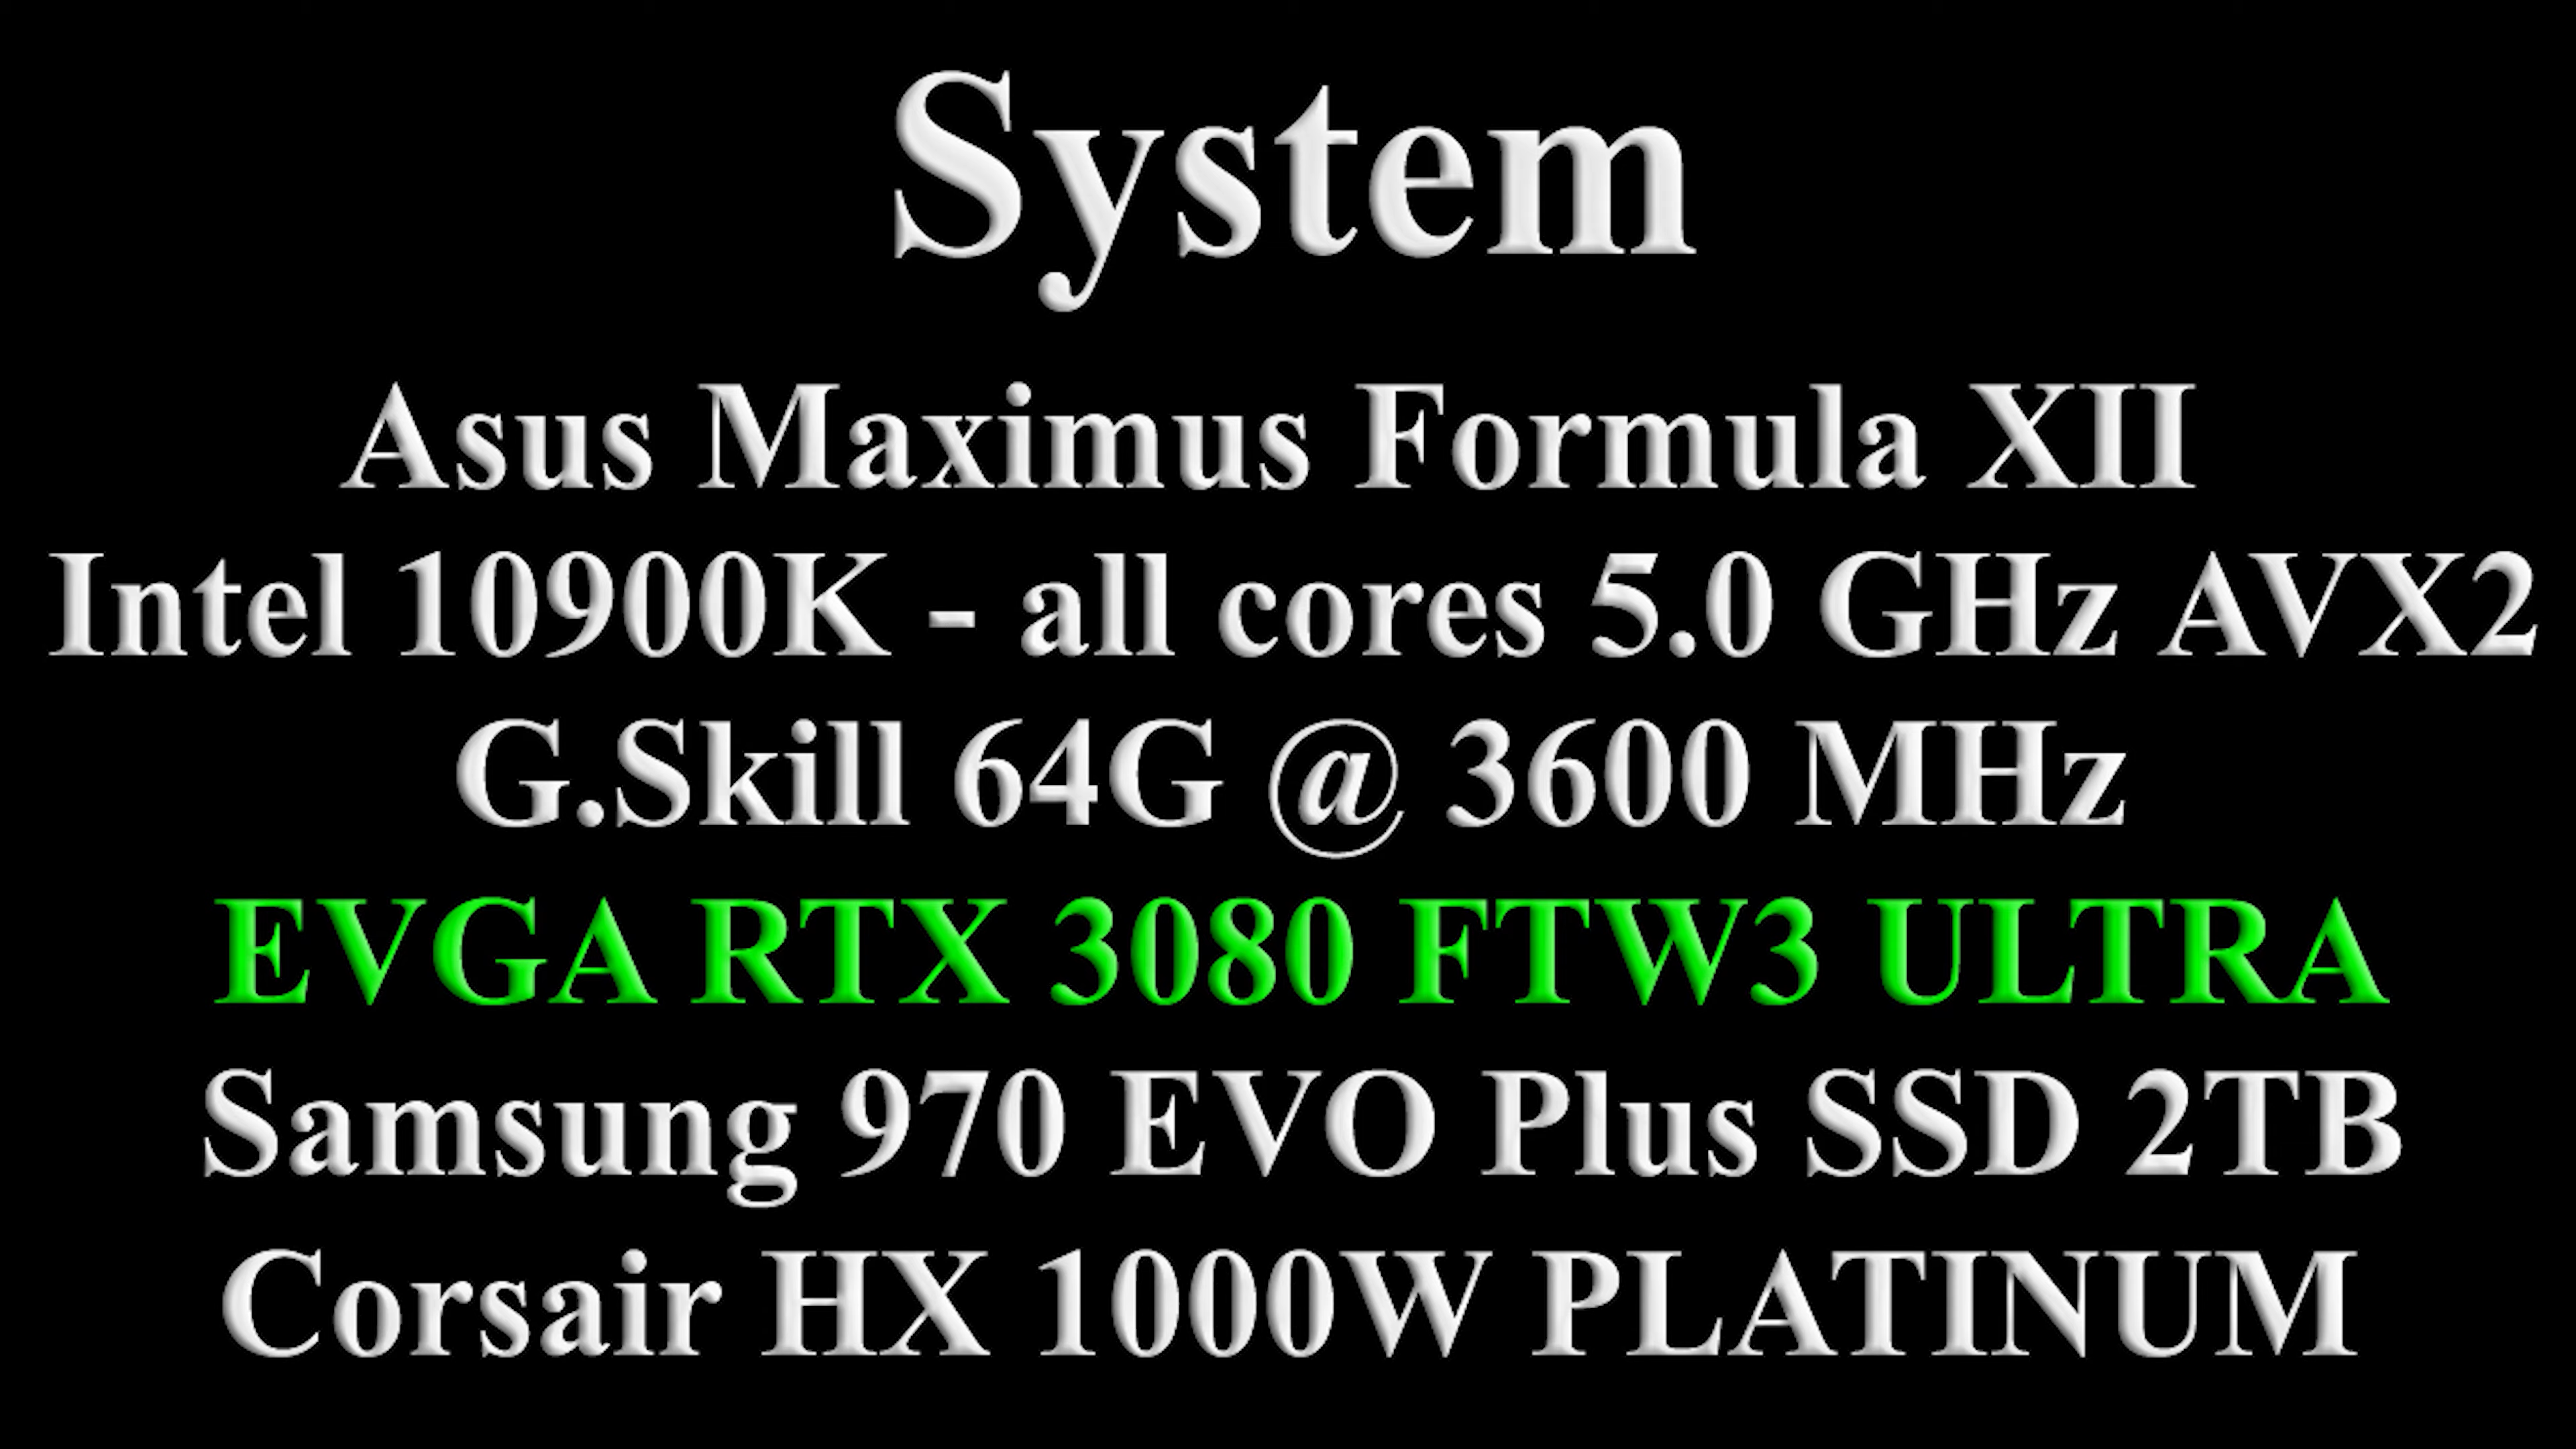 System
Asus Maximus Formula XII
Intel 10900K - all cores 5.0 GHz AVX2
G.Skill 64G @ 3600 MHz
EVGA RTX 3080 FTW3 ULTRA
Samsung 970 EVO Plus SSD 2TB
Corsair HX 1000W PLATINUM